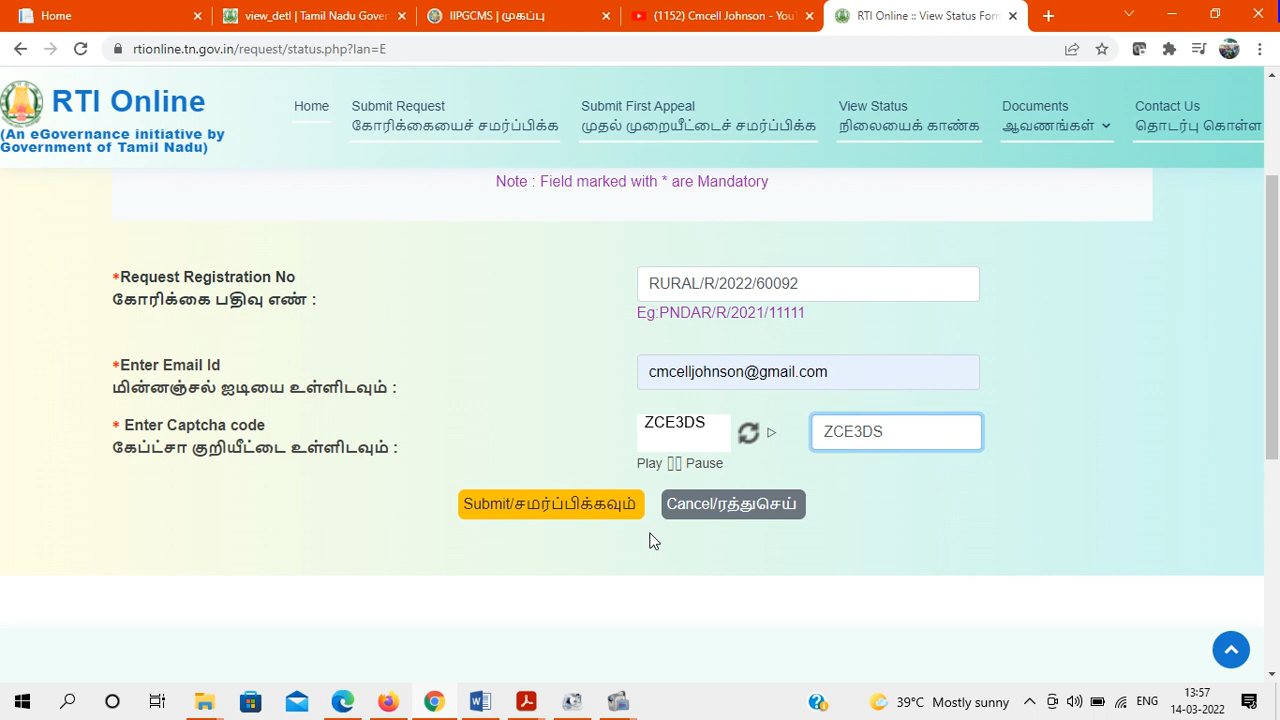 Home
view_detl | Tamil Nadu Gover
IIPGCMS | முகப்பு
(1152) Cmcell Johnson - You
RTI Online :: View Status Form
rtionline.tn.gov.in/request/status.php?lan=E
RTI Online
(An eGovernance initiative by
Government of Tamil Nadu)
Home
Submit Request
கோரிக்கையைச் சமர்ப்பிக்க
Submit First Appeal
முதல் முறையீட்டைச் சமர்ப்பிக்க
View Status
நிலையைக் காண்க
Documents
ஆவணங்கள்
Contact Us
தொடர்பு கொள்ள
Note : Field marked with * are Mandatory
*Request Registration No
கோரிக்கை பதிவு எண் :
RURAL/R/2022/60092
Eg:PNDAR/R/2021/11111
*Enter Email Id
மின்னஞ்சல் ஐடியை உள்ளிடவும் :
cmcelljohnson@gmail.com
* Enter Captcha code
கேப்ட்சா குறியீட்டை உள்ளிடவும் :
ZCE3DS
ZCE3DS
Play Pause
Submit/சமர்ப்பிக்கவும்
Cancel/ரத்துசெய்
39°C Mostly sunny
ENG
13:57
14-03-2022